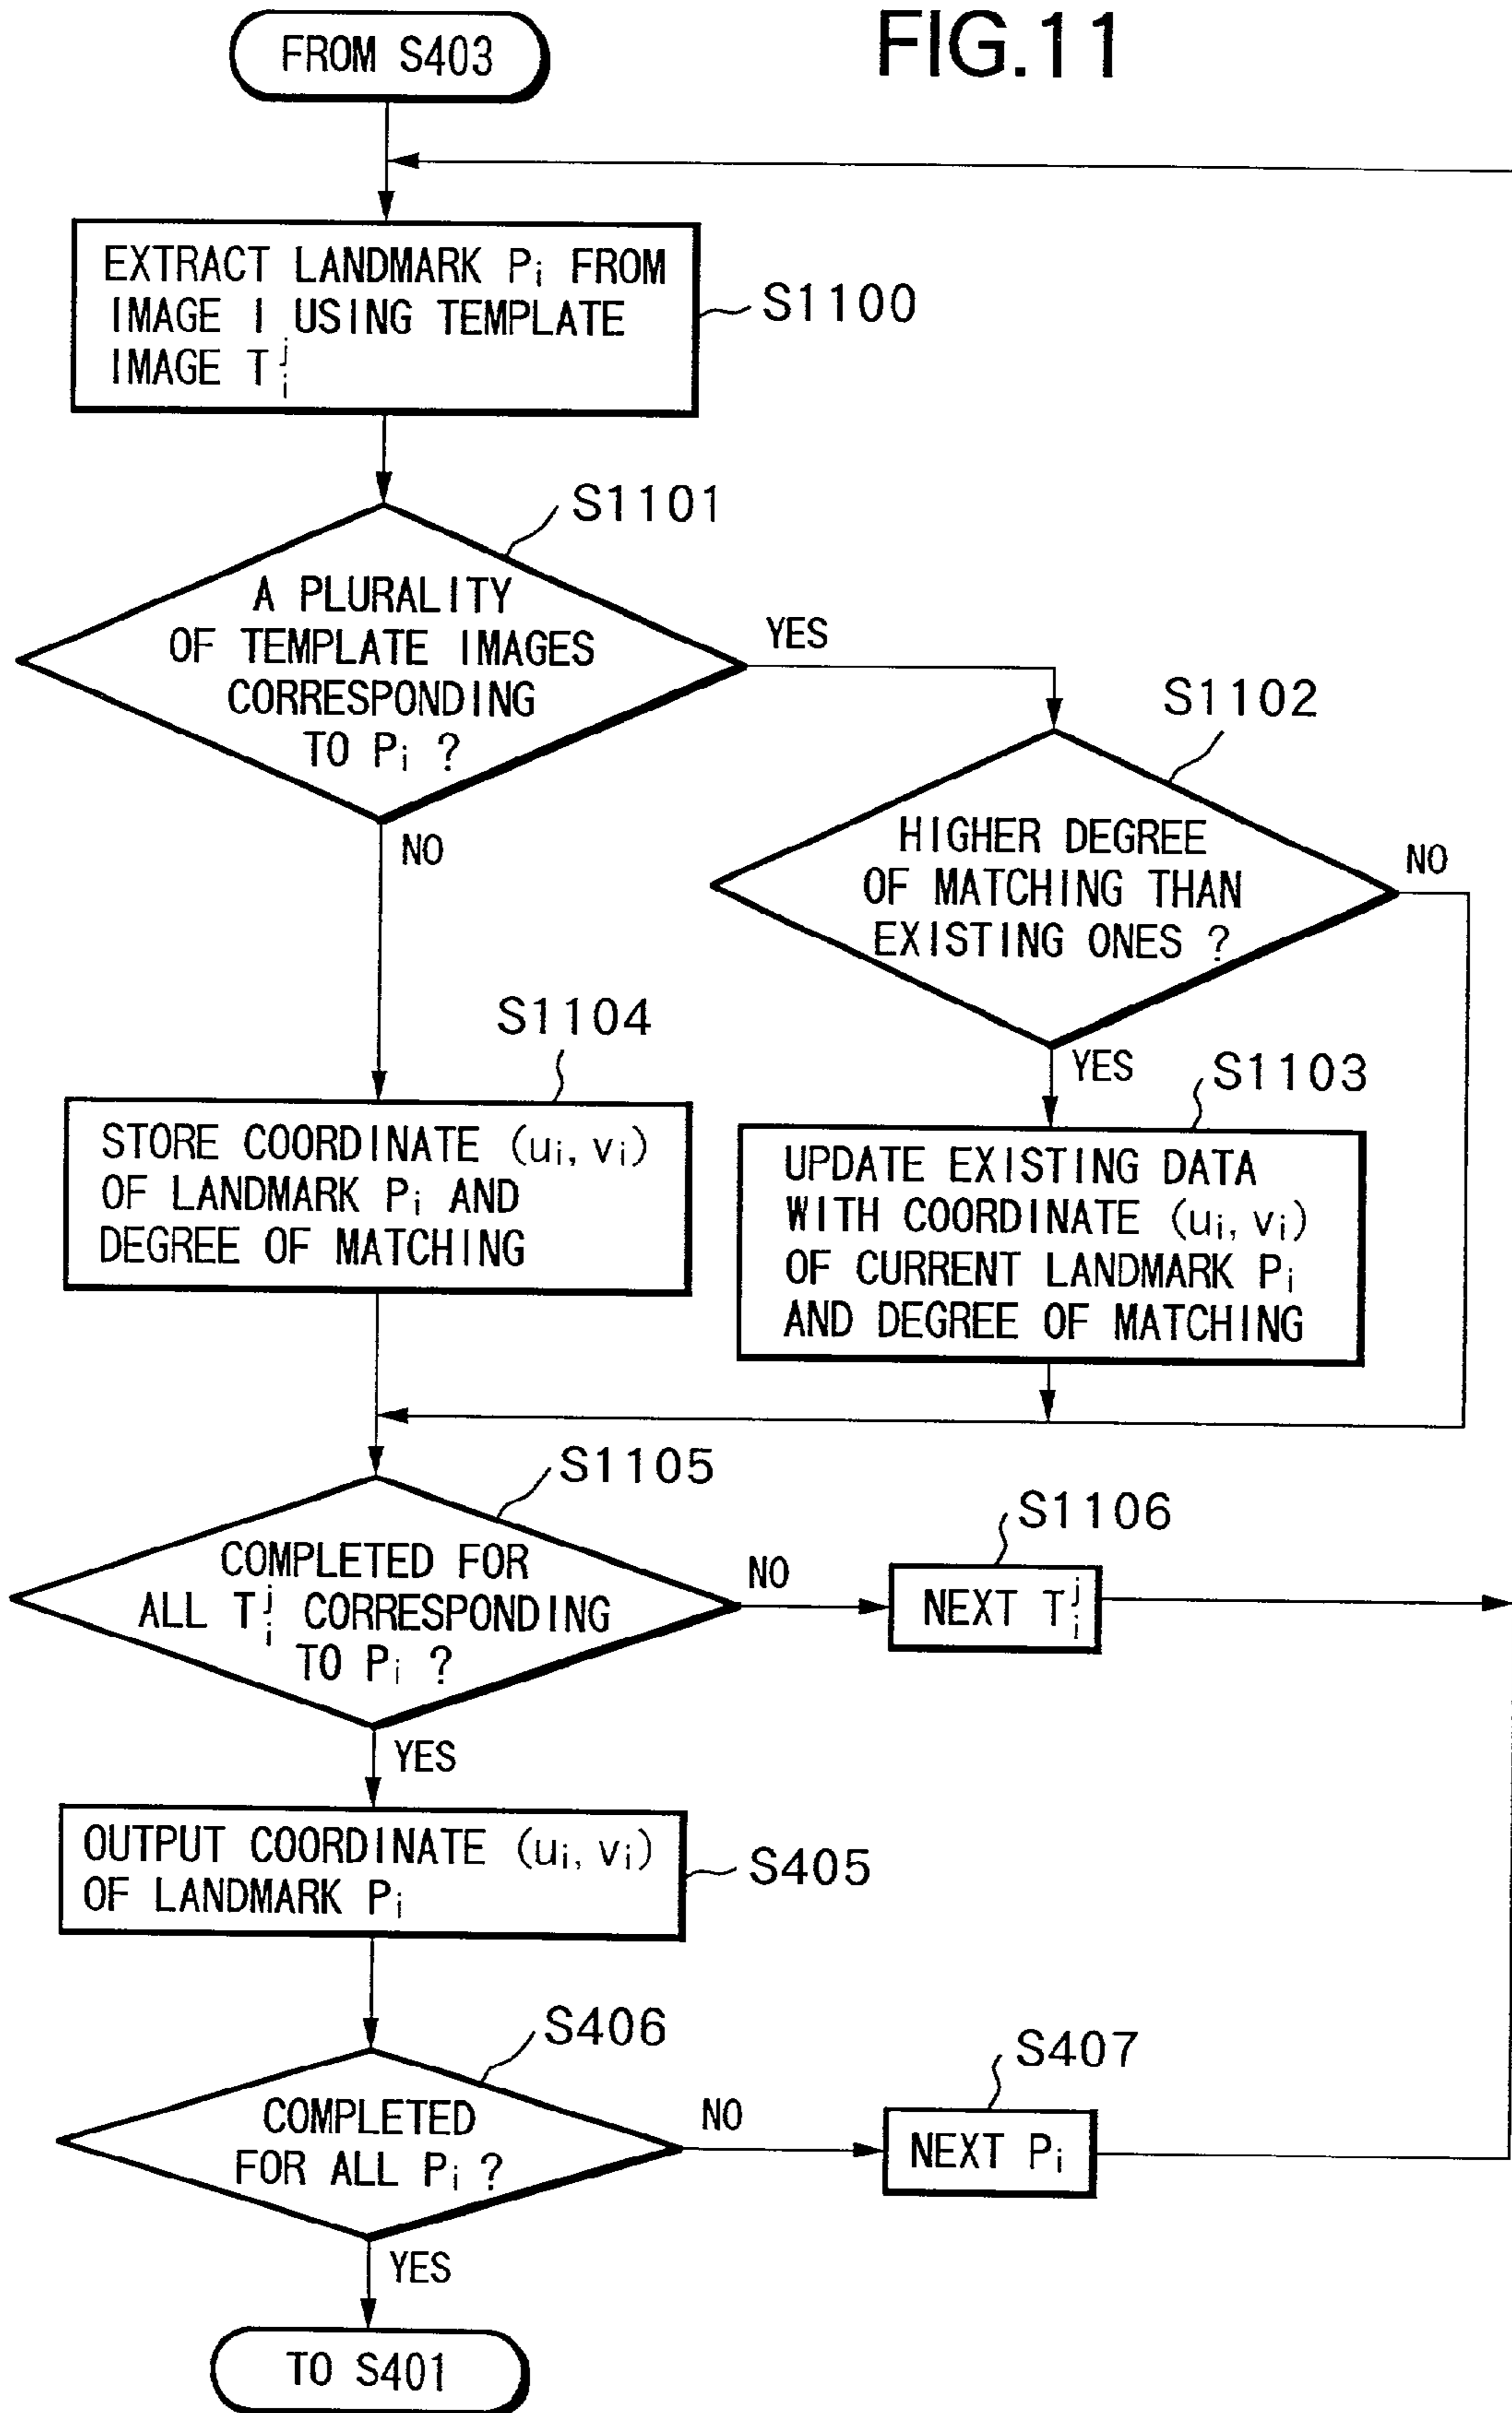 FIG.11
FROM S403
EXTRACT LANDMARK Pi FROM
IMAGE I USING TEMPLATE
IMAGE T j i
S1100
S1101
A PLURALITY
OF TEMPLATE IMAGES
CORRESPONDING
TO Pi ?
YES
NO
S1102
HIGHER DEGREE
OF MATCHING THAN
EXISTING ONES ?
NO
YES
S1104
STORE COORDINATE (ui, vi)
OF LANDMARK Pi AND
DEGREE OF MATCHING
S1103
UPDATE EXISTING DATA
WITH COORDINATE (ui, vi)
OF CURRENT LANDMARK Pi
AND DEGREE OF MATCHING
S1105
COMPLETED FOR
ALL T j i CORRESPONDING
TO Pi ?
NO
S1106
NEXT T j i
YES
OUTPUT COORDINATE (ui, vi)
OF LANDMARK Pi
S405
S406
COMPLETED
FOR ALL Pi ?
NO
S407
NEXT Pi
YES
TO S401